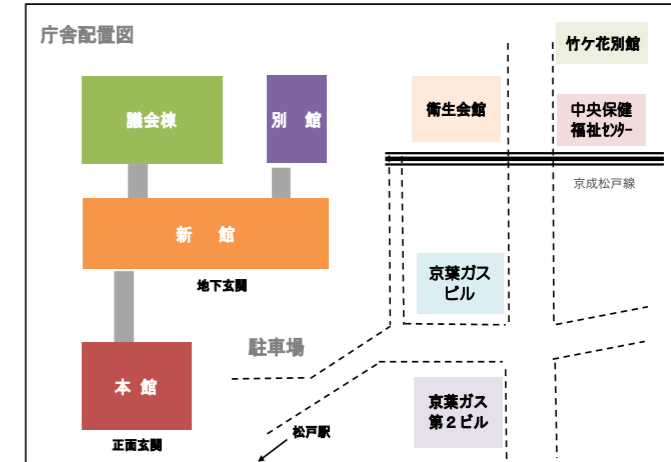 庁舎配置図
竹ケ花別館
議会棟
別　館
衛生会館
中央保健
福祉ｾﾝﾀｰ
京成松戸線
新　館
地下玄関
京葉ガス
ビル
駐車場
本 館
京葉ガス
第２ビル
正面玄関
松戸駅